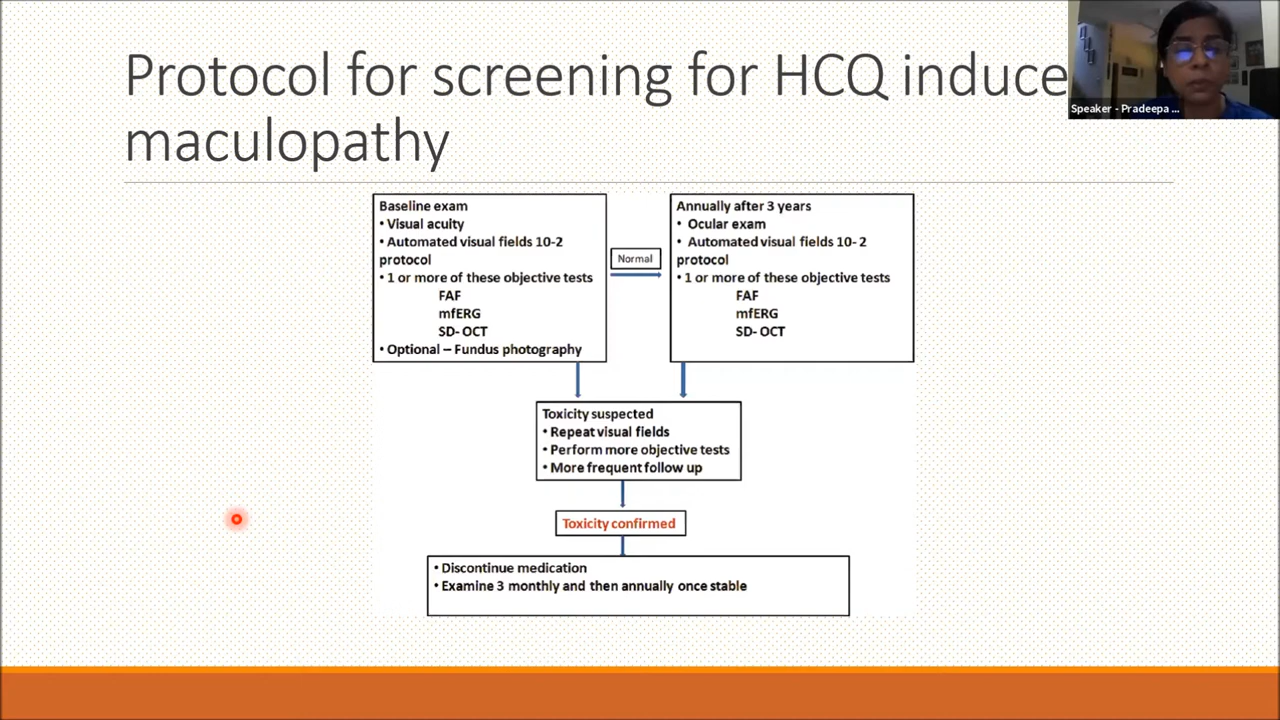 Protocol for screening for HCQ induce
maculopathy
Speaker - Pradeepa ...
Baseline exam
• Visual acuity
• Automated visual fields 10-2
protocol
• 1 or more of these objective tests
FAF
mfERG
SD- OCT
• Optional – Fundus photography
Normal
Annually after 3 years
• Ocular exam
• Automated visual fields 10- 2
protocol
• 1 or more of these objective tests
FAF
mfERG
SD- OCT
Toxicity suspected
• Repeat visual fields
• Perform more objective tests
• More frequent follow up
Toxicity confirmed
• Discontinue medication
• Examine 3 monthly and then annually once stable